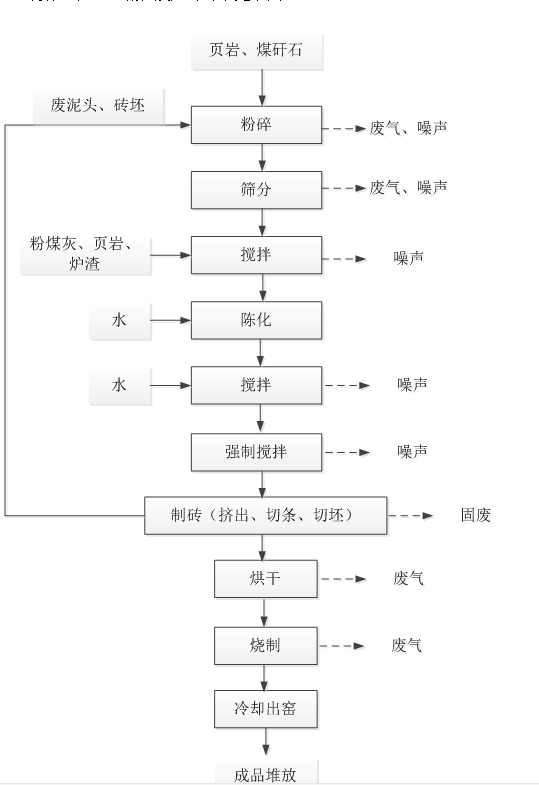 页岩、煤矸石
废泥头、砖坯
粉碎
废气、噪声
筛分
废气、噪声
粉煤灰、页岩、
炉渣
搅拌
噪声
水
陈化
水
搅拌
噪声
强制搅拌
噪声
制砖（挤出、切条、切坯）
固废
烘干
废气
烧制
废气
冷却出窑
成品堆放